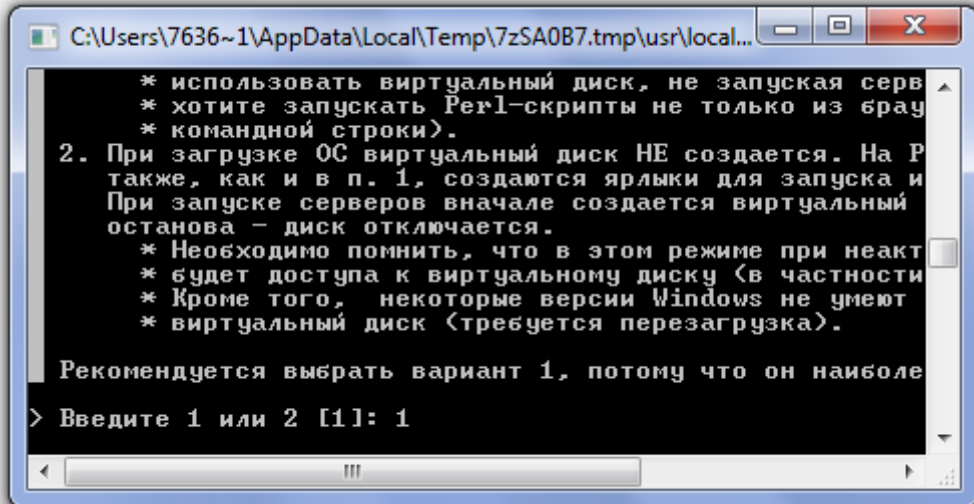 C:\Users\7636~1\AppData\Local\Temp\7zSA0B7.tmp\usr\local...
* использовать виртуальный диск, не запуская серв
* хотите запускать Perl-скрипты не только из брау
* командной строки).
2. При загрузке ОС виртуальный диск НЕ создается. На Р
также, как и в п. 1, создаются ярлыки для запуска и
При запуске серверов вначале создается виртуальный
останова - диск отключается.
* Необходимо помнить, что в этом режиме при неакт
* будет доступа к виртуальному диску (в частности
* Кроме того,  некоторые версии Windows не умеют
* виртуальный диск (требуется перезагрузка).
Рекомендуется выбрать вариант 1, потому что он наиболе
> Введите 1 или 2 [1]: 1